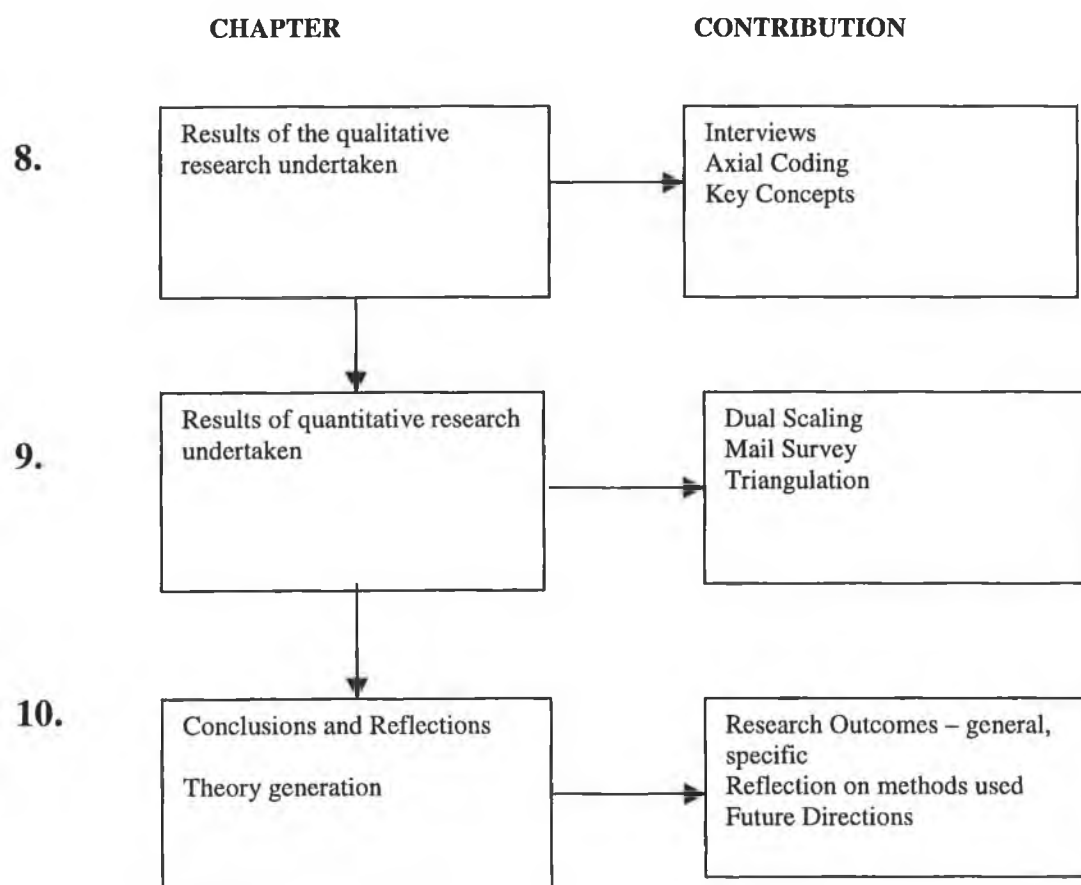 CHAPTER CONTRIBUTION
8.
Results of the qualitative
research undertaken
Interviews
Axial Coding
Key Concepts
9.
Results of quantitative research
undertaken
Dual Scaling
Mail Survey
Triangulation
10.
Conclusions and Reflections
Theory generation
Research Outcomes – general,
specific
Reflection on methods used
Future Directions